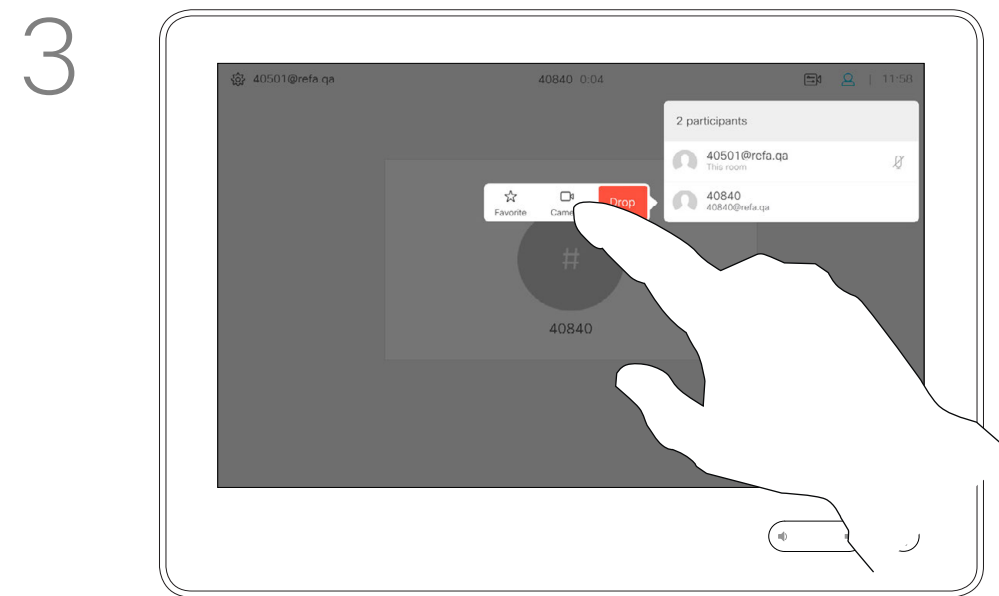 3
40501@refa.qa
40840 0:04
| 11:58
2 participants
40501@refa.qa
This room
40840
40840@refa.qa
Favorite
Drop
#
40840